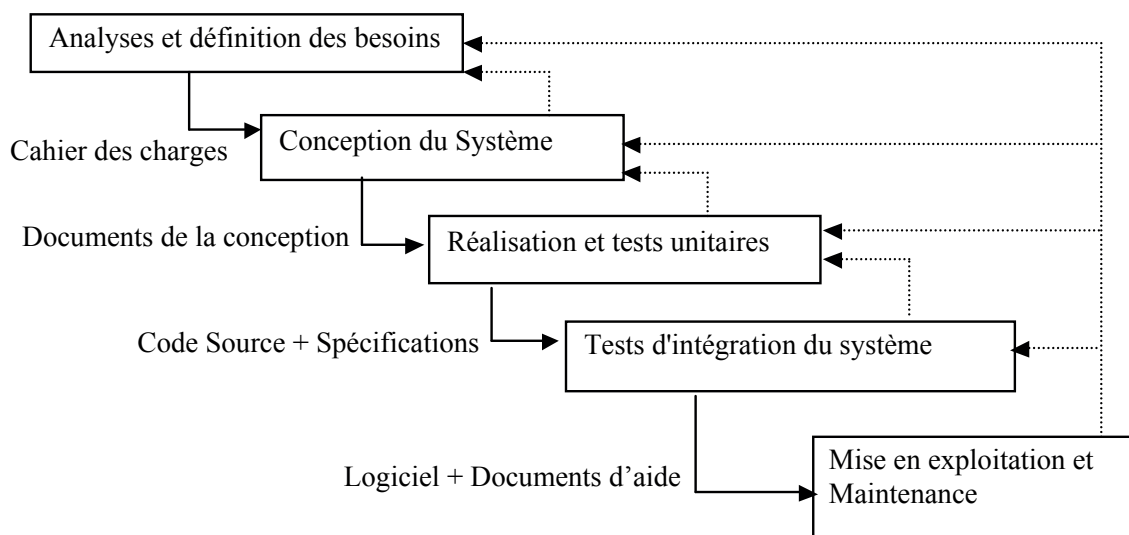 Analyses et définition des besoins
Cahier des charges
Conception du Système
Documents de la conception
Réalisation et tests unitaires
Code Source + Spécifications
Tests d'intégration du système
Logiciel + Documents d’aide
Mise en exploitation et
Maintenance